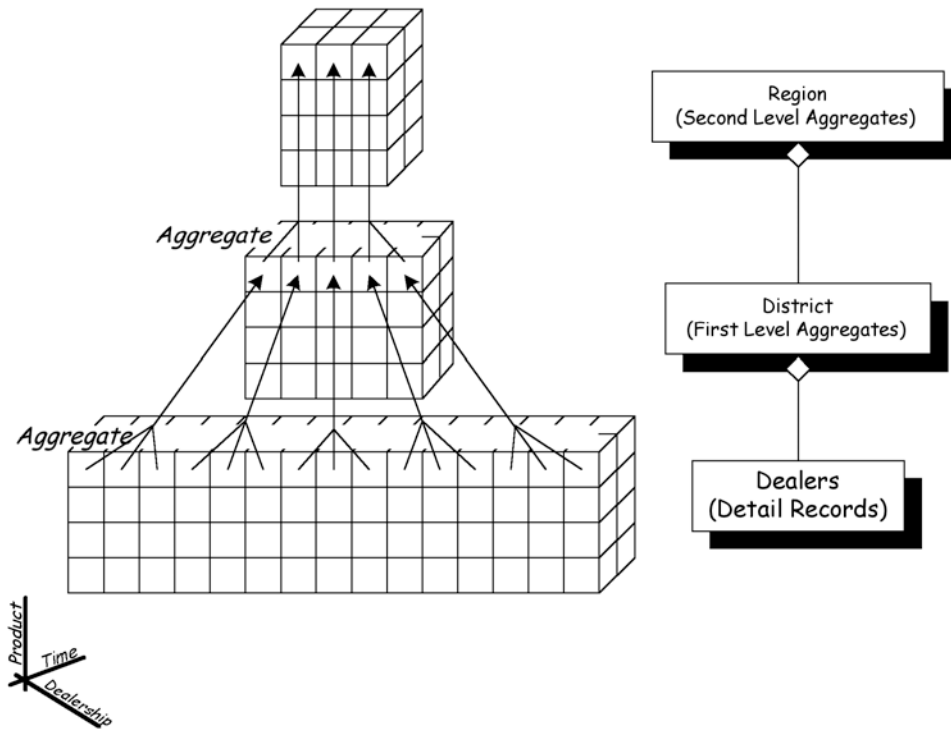 Region
(Second Level Aggregates)
Aggregate
District
(First Level Aggregates)
Aggregate
Dealers
(Detail Records)
Product
Time
Dealership